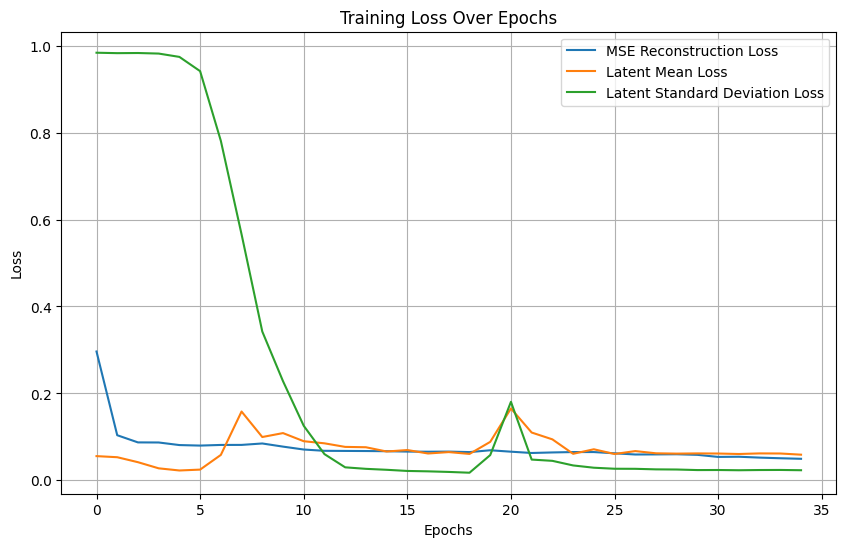 Training Loss Over Epochs
MSE Reconstruction Loss
Latent Mean Loss
Latent Standard Deviation Loss
Loss
1.0
0.8
0.6
0.4
0.2
0.0
0 5 10 15 20 25 30 35
Epochs